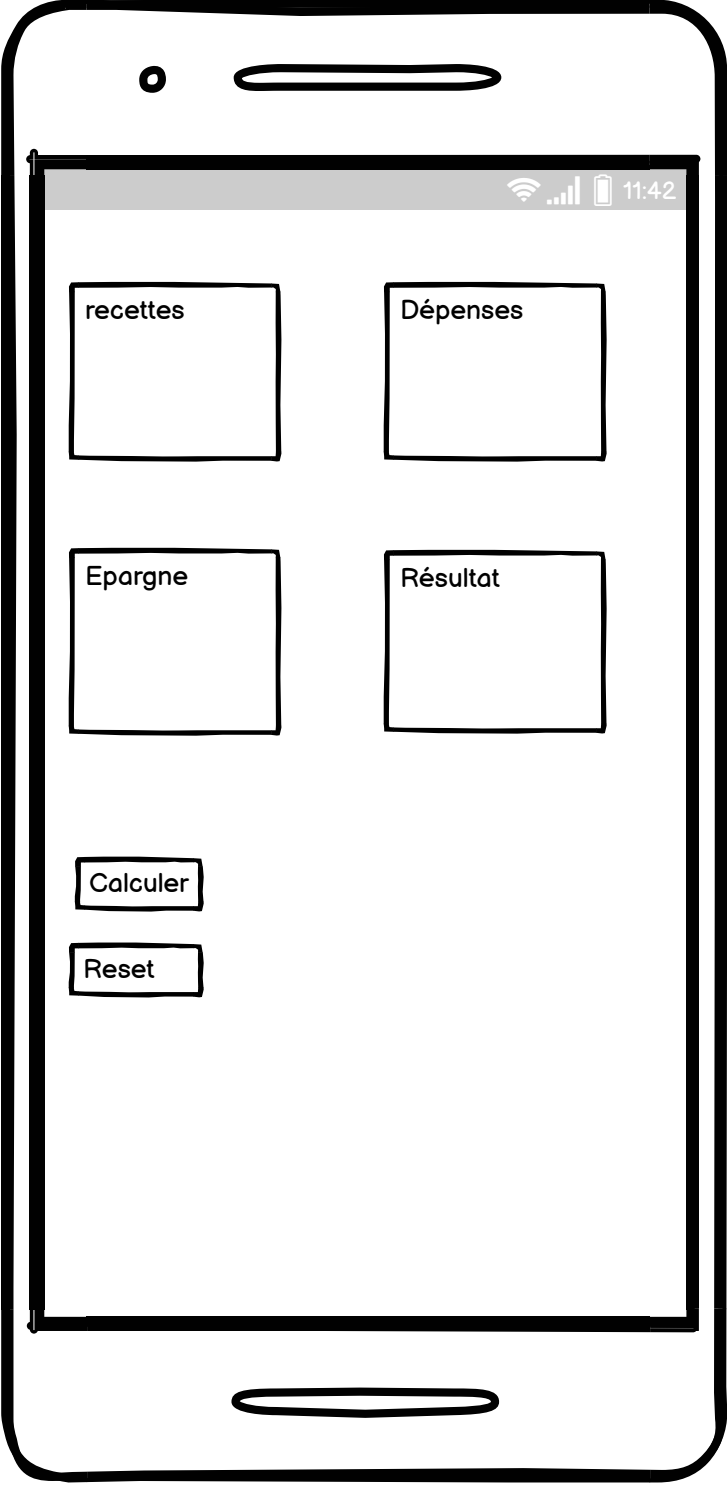 11:42
recettes
Dépenses
Epargne
Résultat
Calculer
Reset